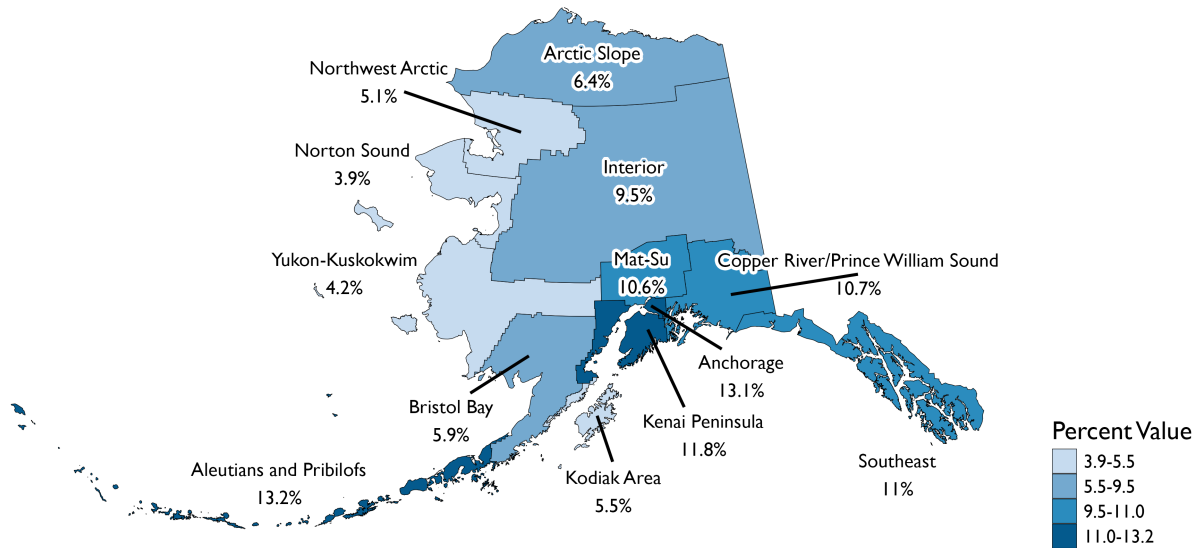 Arctic Slope
6.4%
Northwest Arctic
5.1%
Norton Sound
3.9%
Interior
9.5%
Yukon-Kuskokwim
4.2%
Mat-Su
10.6%
Copper River/Prince William Sound
10.7%
Anchorage
13.1%
Bristol Bay
5.9%
Kenai Peninsula
11.8%
Aleutians and Pribilofs
13.2%
Kodiak Area
5.5%
Southeast
11%
Percent Value
3.9-5.5
5.5-9.5
9.5-11.0
11.0-13.2